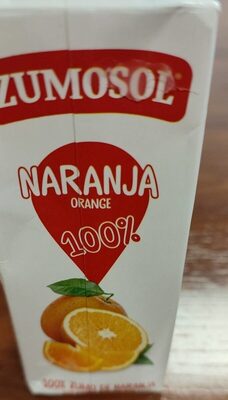 ZUMOSOL
NARANJA
ORANGE
100%
100% ZUMO DE NARANJA